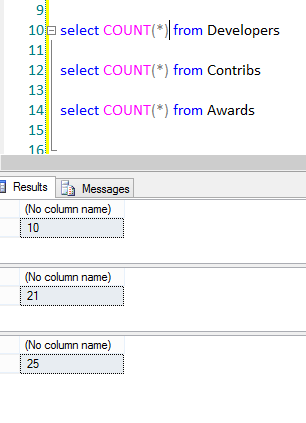 9
10 select COUNT(*) from Developers
11
12 select COUNT(*) from Contribs
13
14 select COUNT(*) from Awards
15
16
Results Messages
(No column name)
10
(No column name)
21
(No column name)
25